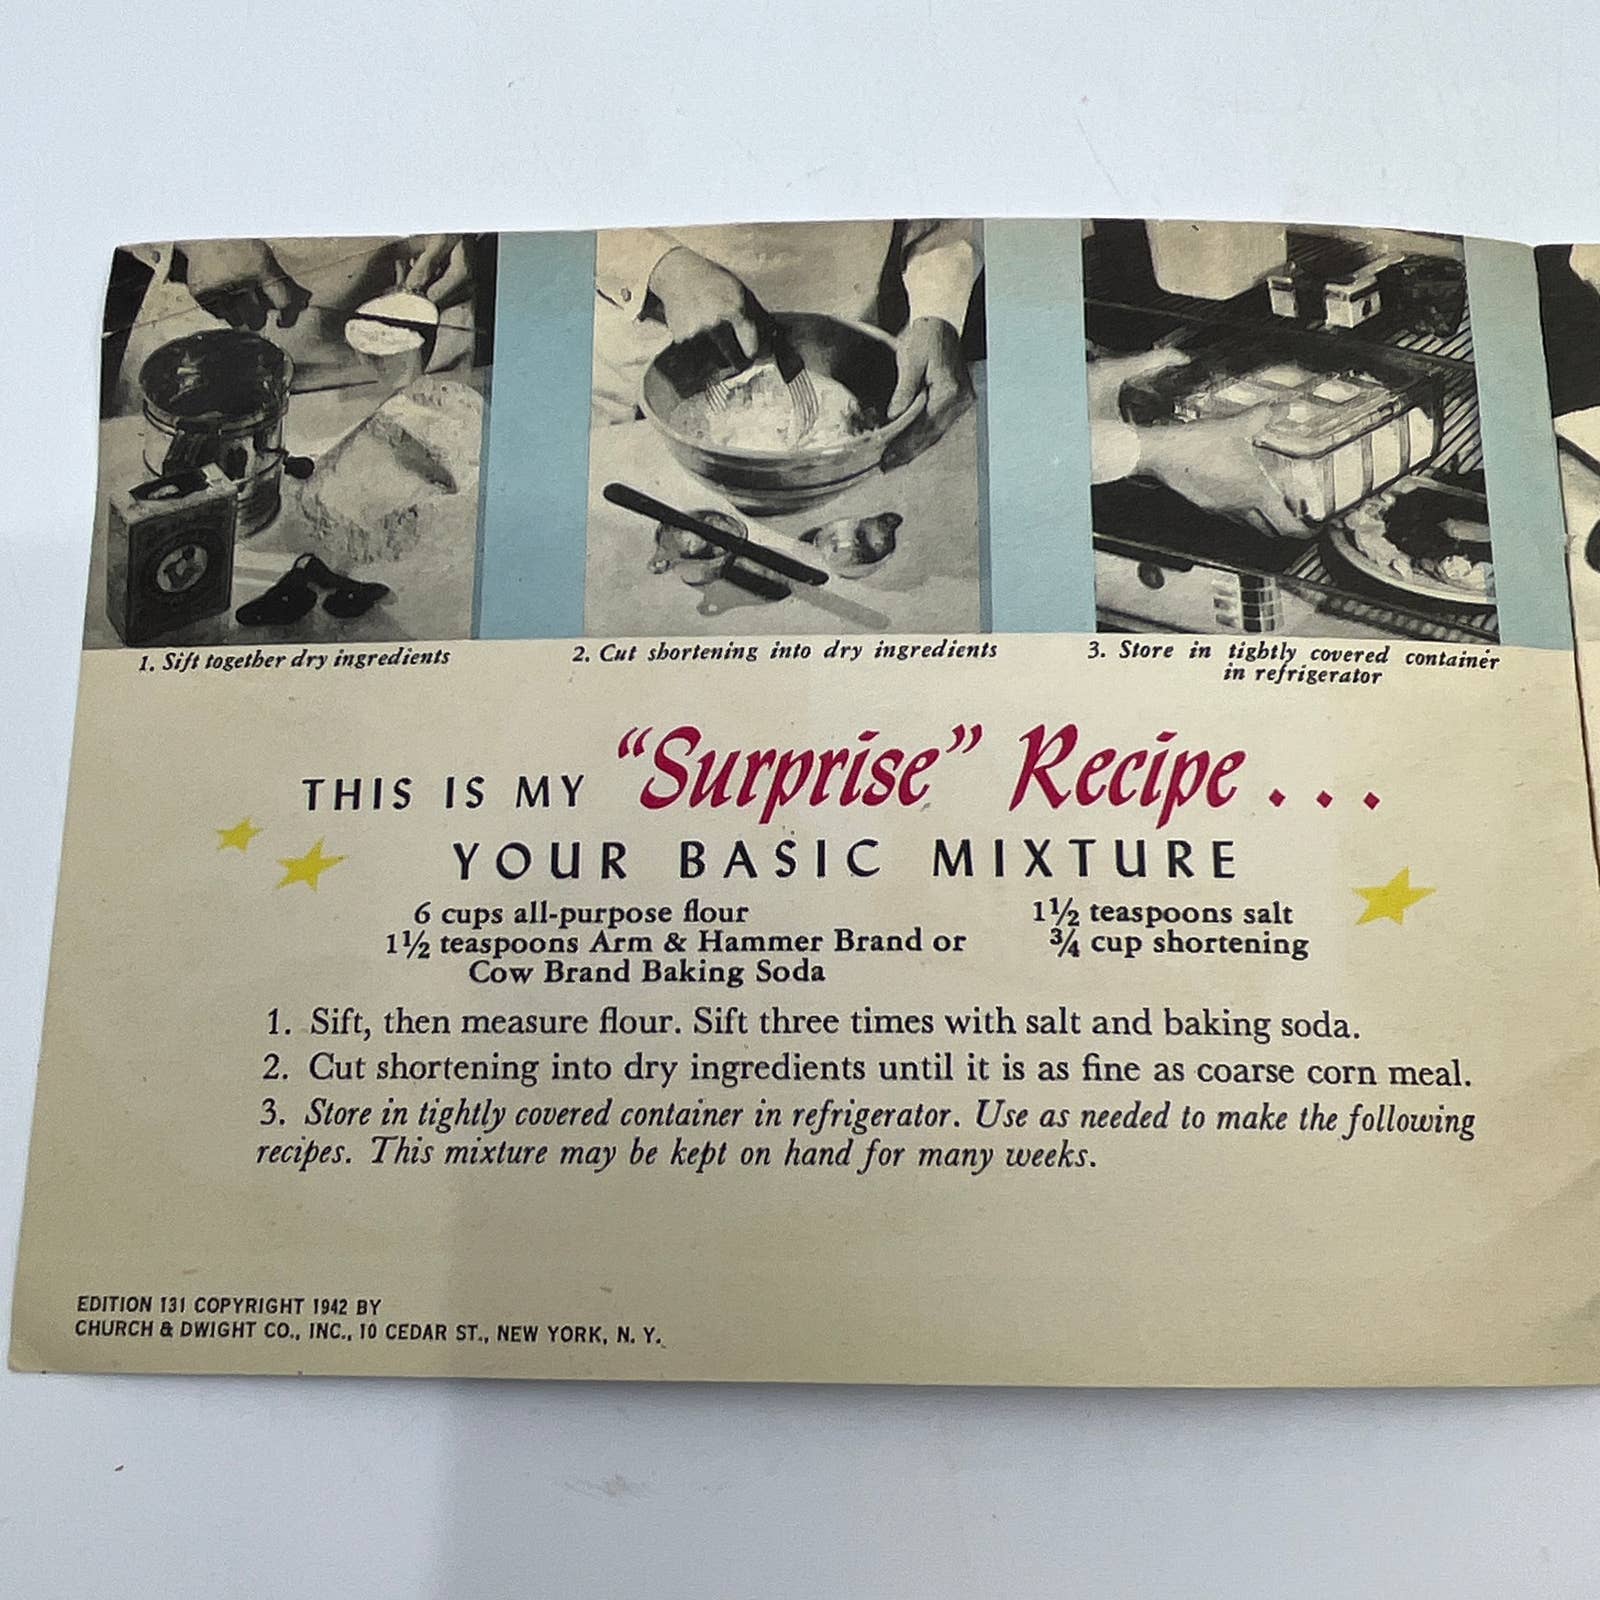 1. Sift together dry ingredients
2. Cut shortening into dry ingredients
3. Store in tightly covered container
in refrigerator
THIS IS MY "Surprise" Recipe...
YOUR BASIC MIXTURE
6 cups all-purpose flour
1½ teaspoons Arm & Hammer Brand or
Cow Brand Baking Soda
1½ teaspoons salt
¾ cup shortening
1. Sift, then measure flour. Sift three times with salt and baking soda.
2. Cut shortening into dry ingredients until it is as fine as coarse corn meal.
3. Store in tightly covered container in refrigerator. Use as needed to make the following
recipes. This mixture may be kept on hand for many weeks.
EDITION 131 COPYRIGHT 1942 BY
CHURCH & DWIGHT CO., INC., 10 CEDAR ST., NEW YORK, N. Y.